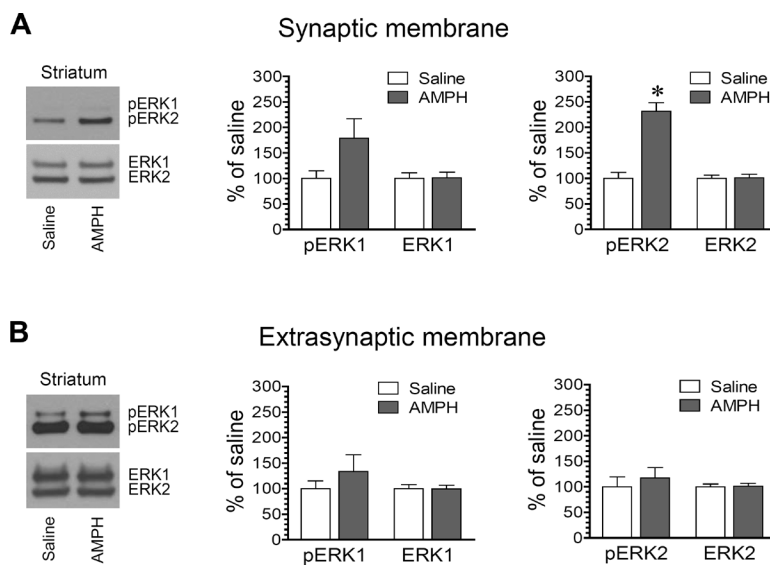 A
Synaptic membrane
Striatum
pERK1
pERK2
ERK1
ERK2
Saline
AMPH
% of saline
300
250
200
150
100
50
0
Saline
AMPH
pERK1
ERK1
% of saline
300
250
200
150
100
50
0
Saline
AMPH
*
pERK2
ERK2
B
Extrasynaptic membrane
Striatum
pERK1
pERK2
ERK1
ERK2
Saline
AMPH
% of saline
300
250
200
150
100
50
0
Saline
AMPH
pERK1
ERK1
% of saline
300
250
200
150
100
50
0
Saline
AMPH
pERK2
ERK2